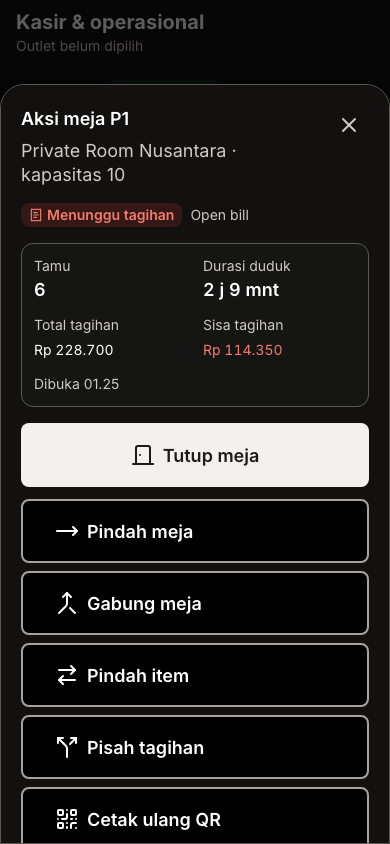 Kasir & operasional
Outlet belum dipilih
Aksi meja P1
Private Room Nusantara ·
kapasitas 10
Menunggu tagihan
Open bill
Tamu
Durasi duduk
6
2 j 9 mnt
Total tagihan
Sisa tagihan
Rp 228.700
Rp 114.350
Dibuka 01.25
Tutup meja
Pindah meja
Gabung meja
Pindah item
Pisah tagihan
Cetak ulang QR